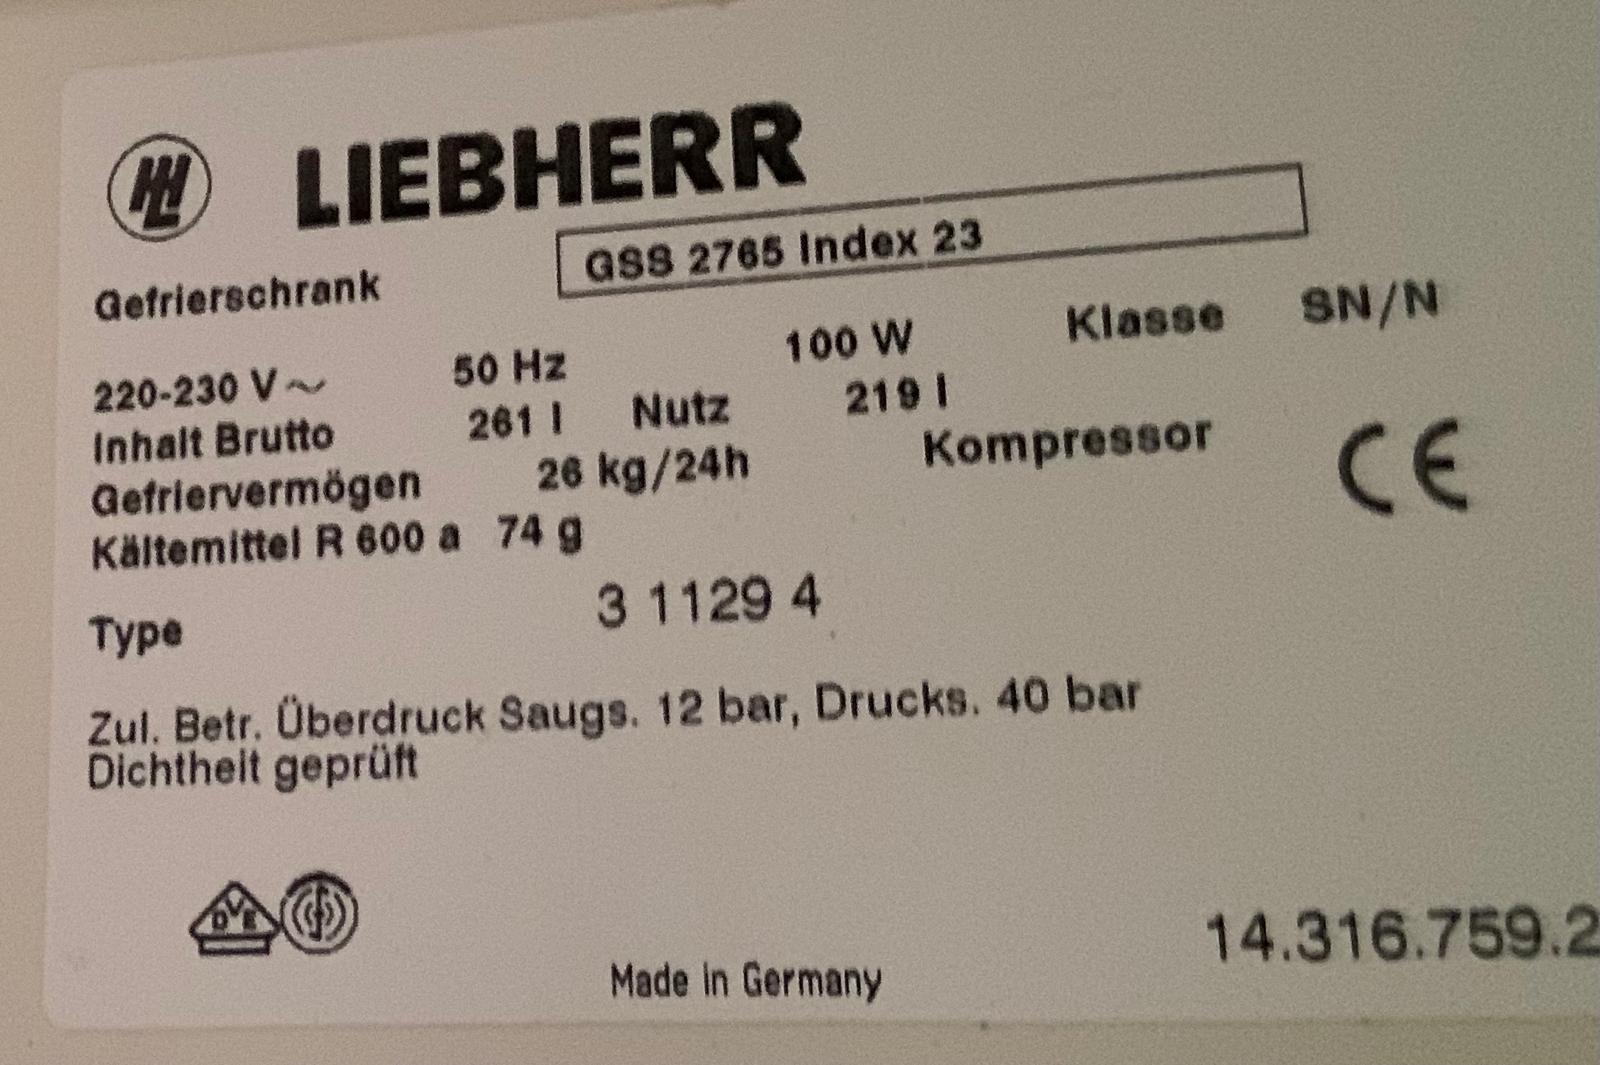 LIEBHERR
GSS 2765 Index 23
Gefrierschrank
220-230 V~ 50 Hz 100 W Klasse SN/N
Inhalt Brutto 261 l Nutz 219 l
Gefriervermögen 26 kg/24h Kompressor CE
Kältemittel R 600 a 74 g
Type 3 1129 4
Zul. Betr. Überdruck Saugs. 12 bar, Drucks. 40 bar
Dichtheit geprüft
DVE
Made in Germany
14.316.759.2